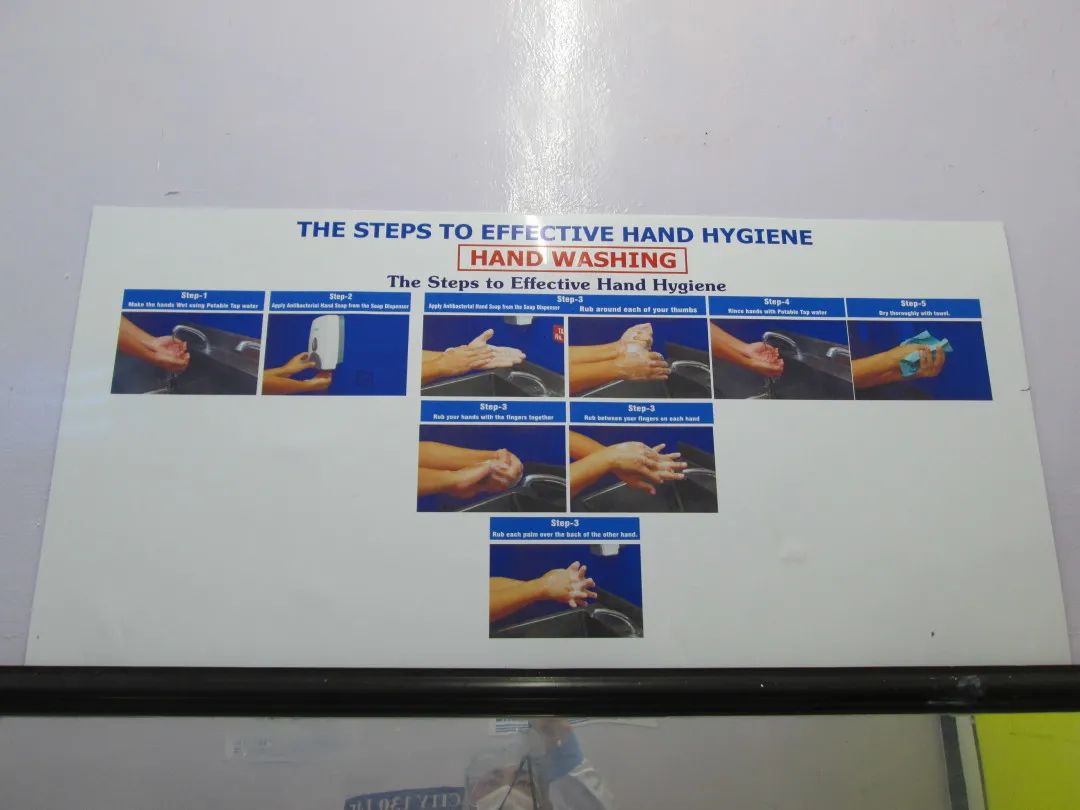 THE STEPS TO EFFECTIVE HAND HYGIENE
HAND WASHING
The Steps to Effective Hand Hygiene
Step-1
Make the hands Wet using Potable Tap water
Step-2
Apply Antibacterial Hand Soap from the Soap Dispenser
Step-3
Apply Antibacterial Hand Soap from the Soap Dispenser
Rub around each of your thumbs
Step-4
Rince hands with Potable Tap water
Step-5
Dry thoroughly with towel.
Step-3
Rub your hands with the fingers together
Step-3
Rub between your fingers on each hand
Step-3
Rub each palm over the back of the other hand.
CITY 130 Lt